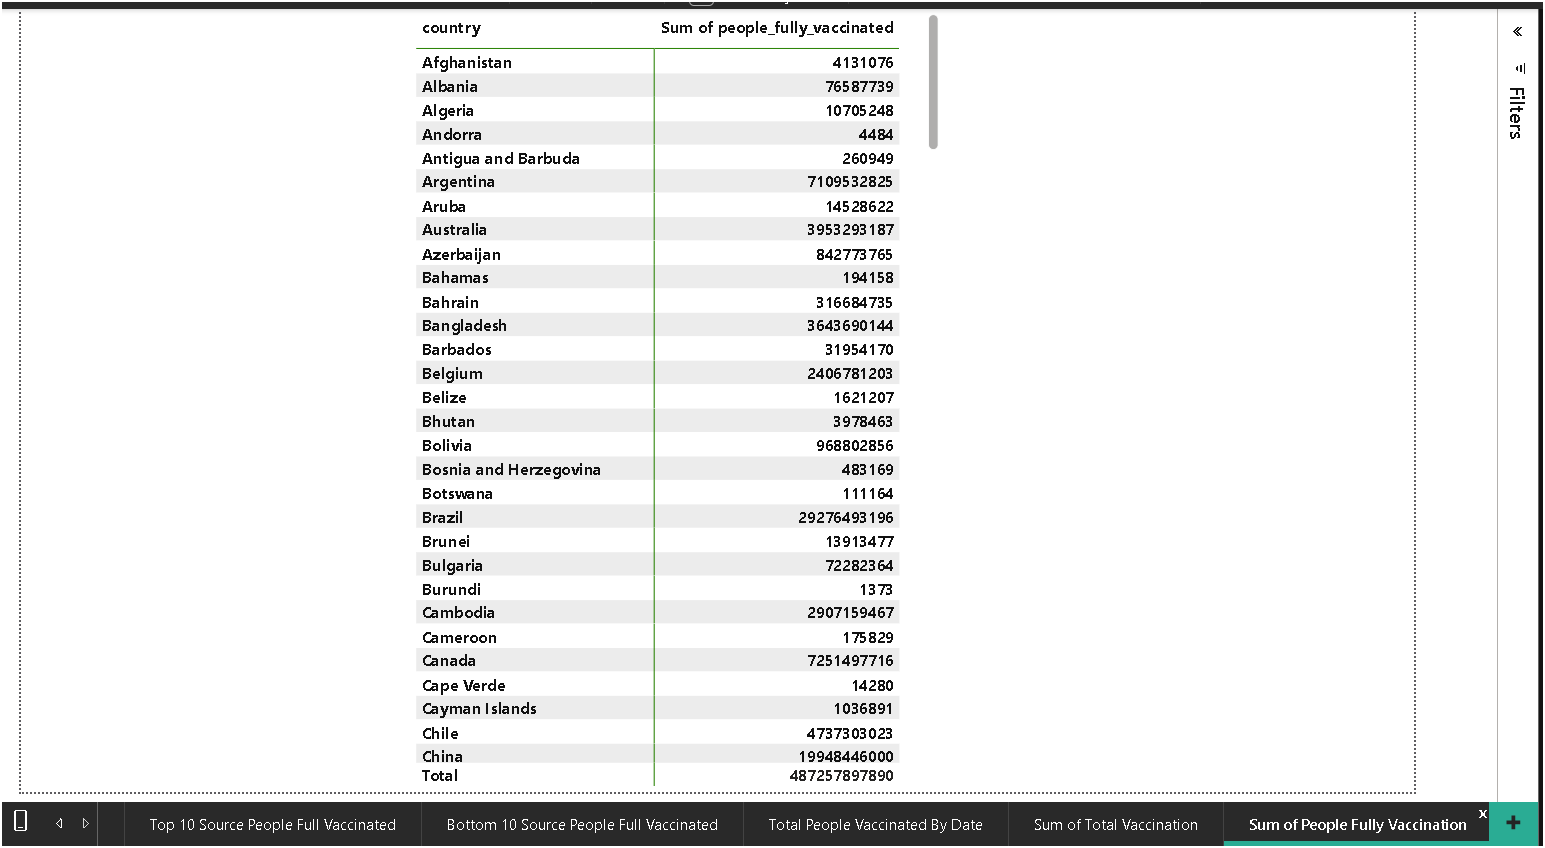 country Sum of people_fully_vaccinated
Afghanistan 4131076
Albania 76587739
Algeria 10705248
Andorra 4484
Antigua and Barbuda 260949
Argentina 7109532825
Aruba 14528622
Australia 3953293187
Azerbaijan 842773765
Bahamas 194158
Bahrain 316684735
Bangladesh 3643690144
Barbados 31954170
Belgium 2406781203
Belize 1621207
Bhutan 3978463
Bolivia 968802856
Bosnia and Herzegovina 483169
Botswana 111164
Brazil 29276493196
Brunei 13913477
Bulgaria 72282364
Burundi 1373
Cambodia 2907159467
Cameroon 175829
Canada 7251497716
Cape Verde 14280
Cayman Islands 1036891
Chile 4737303023
China 19948446000
Total 487257897890
Filters
Top 10 Source People Full Vaccinated Bottom 10 Source People Full Vaccinated Total People Vaccinated By Date Sum of Total Vaccination Sum of People Fully Vaccination x +